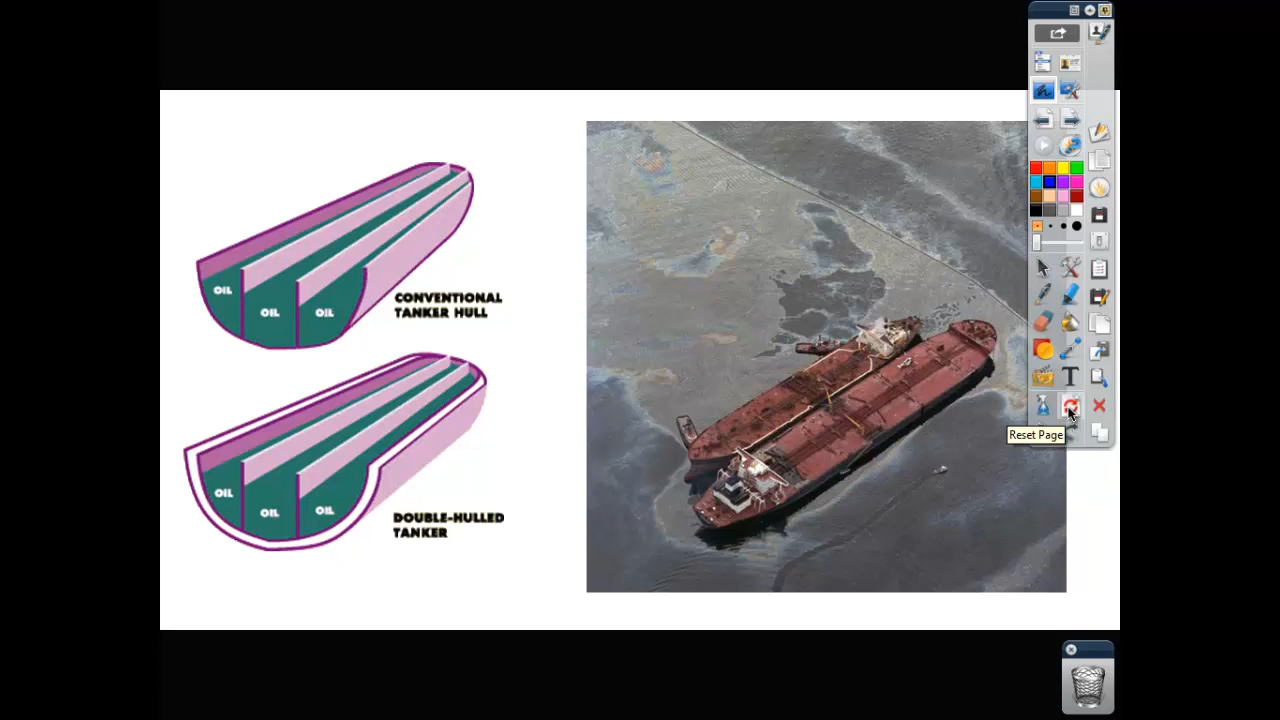 OIL
OIL
OIL
CONVENTIONAL
TANKER HULL
OIL
OIL
OIL
DOUBLE-HULLED
TANKER
T
Reset Page